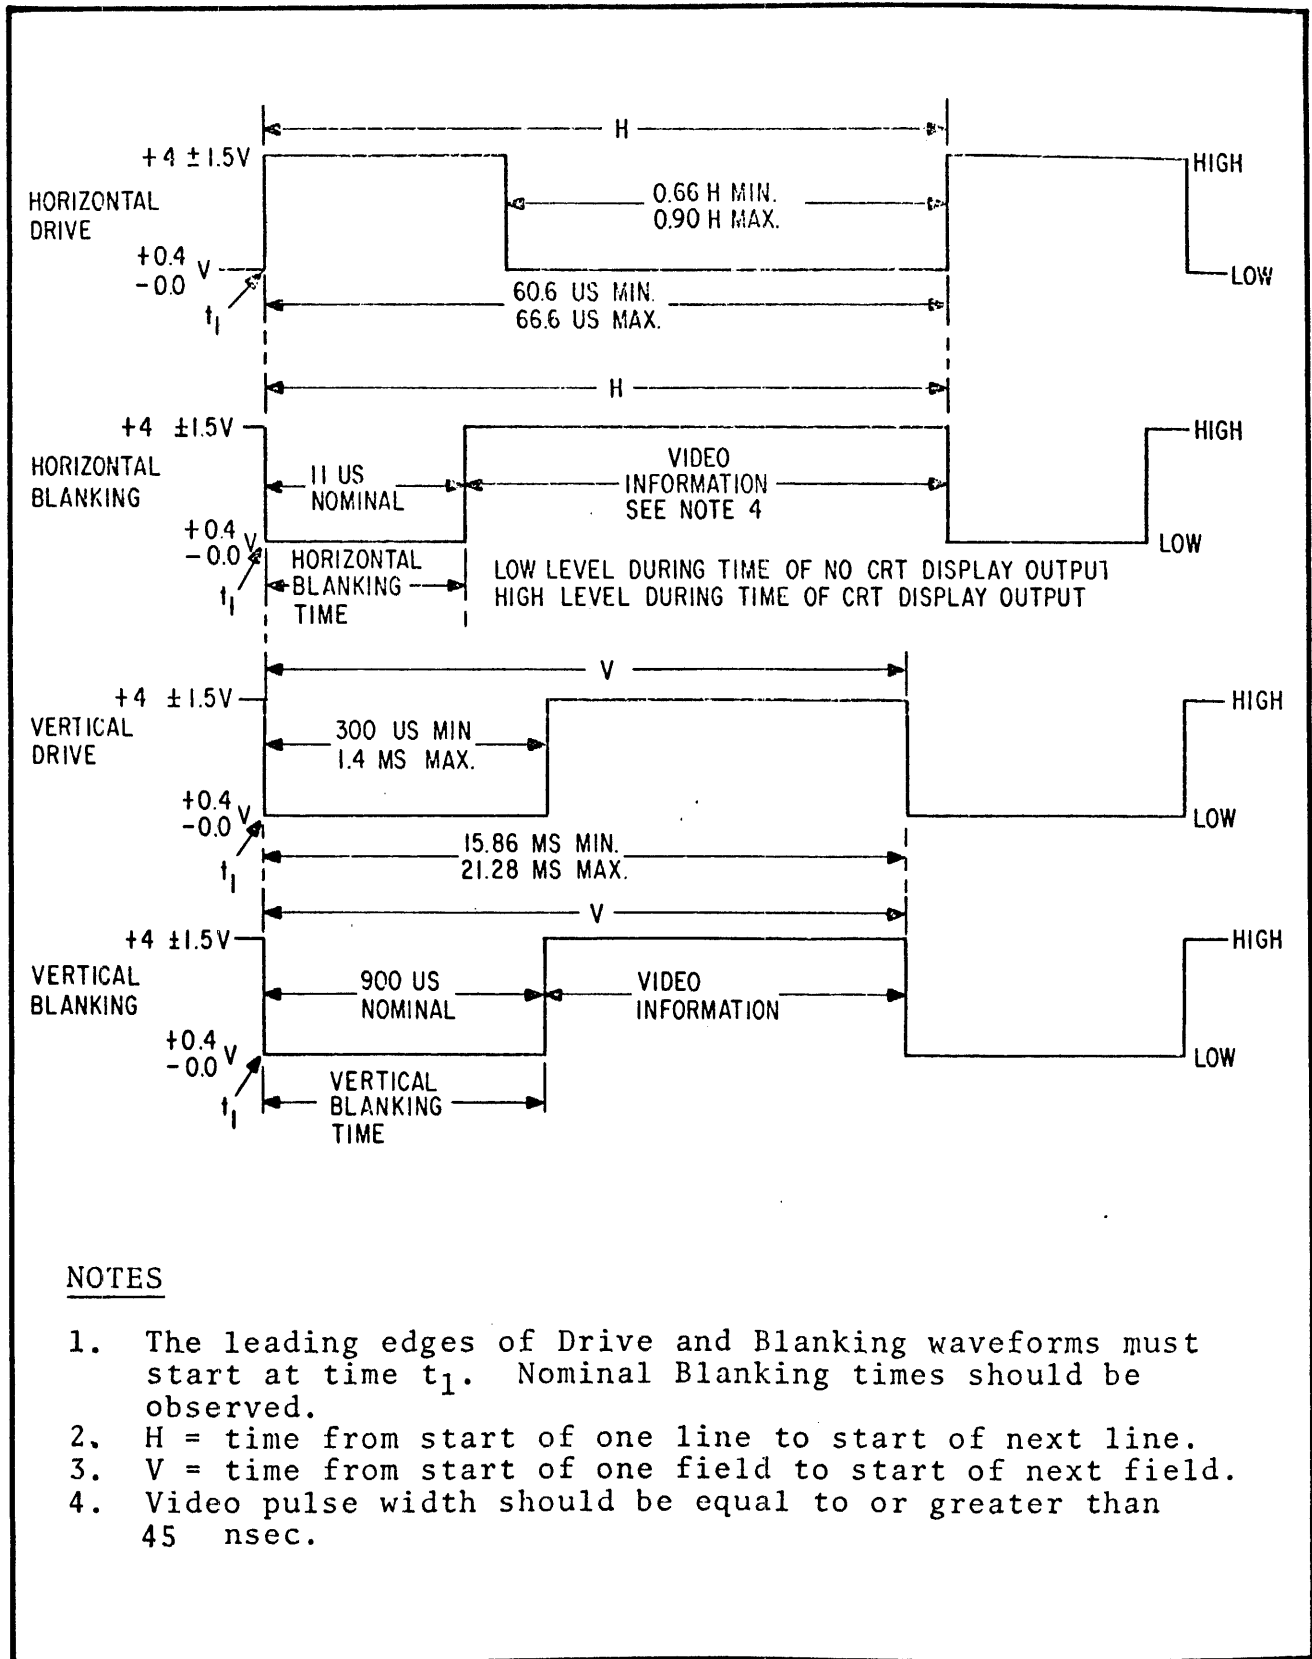 H
+4 ±1.5V
HIGH
HORIZONTAL
DRIVE
0.66 H MIN.
0.90 H MAX.
+0.4
-0.0 V
LOW
t1
60.6 US MIN.
66.6 US MAX.
H
+4 ±1.5V
HIGH
HORIZONTAL
BLANKING
11 US
NOMINAL
VIDEO
INFORMATION
SEE NOTE 4
+0.4
-0.0 V
LOW
t1
HORIZONTAL
BLANKING
TIME
LOW LEVEL DURING TIME OF NO CRT DISPLAY OUTPUT
HIGH LEVEL DURING TIME OF CRT DISPLAY OUTPUT
V
+4 ±1.5V
HIGH
VERTICAL
DRIVE
300 US MIN
1.4 MS MAX.
+0.4
-0.0 V
LOW
t1
15.86 MS MIN.
21.28 MS MAX.
V
+4 ±1.5V
HIGH
VERTICAL
BLANKING
900 US
NOMINAL
VIDEO
INFORMATION
+0.4
-0.0 V
LOW
t1
VERTICAL
BLANKING
TIME
NOTES
1. The leading edges of Drive and Blanking waveforms must
start at time t1. Nominal Blanking times should be
observed.
2. H = time from start of one line to start of next line.
3. V = time from start of one field to start of next field.
4. Video pulse width should be equal to or greater than
45 nsec.